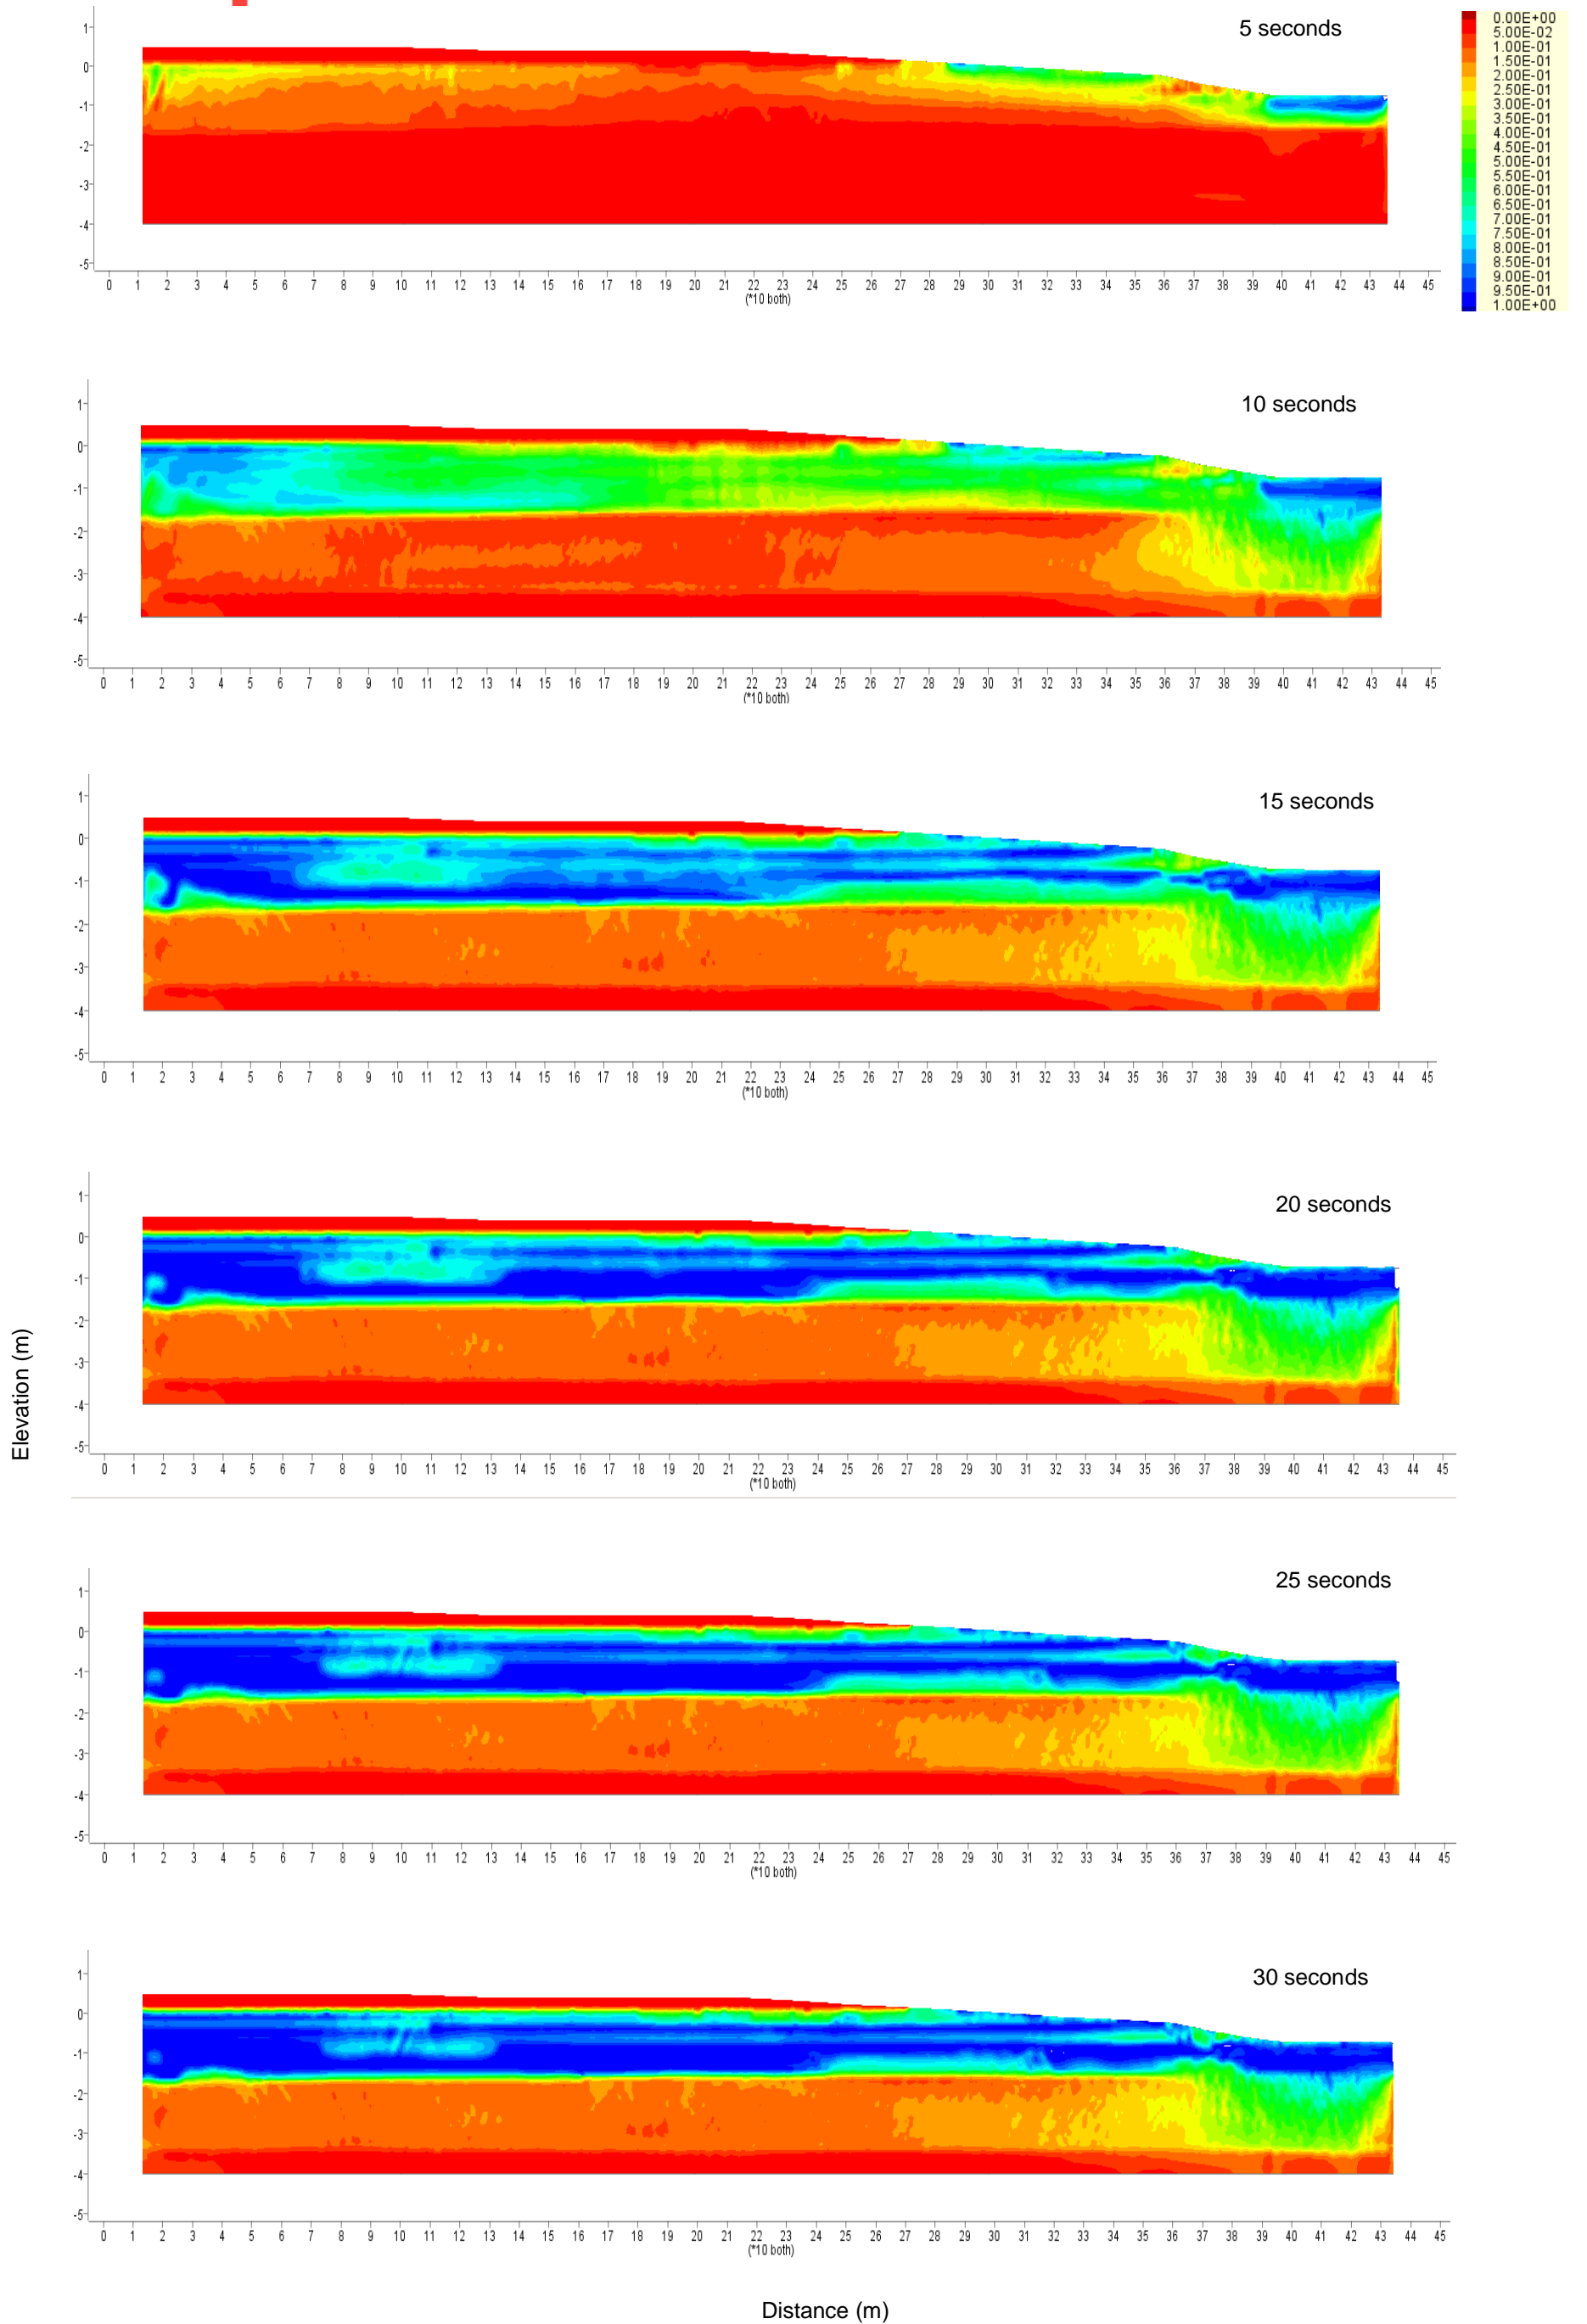 5 seconds
0.00E+00
5.00E-02
1.00E-01
1.50E-01
2.00E-01
2.50E-01
3.00E-01
3.50E-01
4.00E-01
4.50E-01
5.00E-01
5.50E-01
6.00E-01
6.50E-01
7.00E-01
7.50E-01
8.00E-01
8.50E-01
9.00E-01
9.50E-01
1.00E+00
1
0
-1
-2
-3
-4
-5
0 1 2 3 4 5 6 7 8 9 10 11 12 13 14 15 16 17 18 19 20 21 22 23 24 25 26 27 28 29 30 31 32 33 34 35 36 37 38 39 40 41 42 43 44 45
(*10 both)
10 seconds
1
0
-1
-2
-3
-4
-5
0 1 2 3 4 5 6 7 8 9 10 11 12 13 14 15 16 17 18 19 20 21 22 23 24 25 26 27 28 29 30 31 32 33 34 35 36 37 38 39 40 41 42 43 44 45
(*10 both)
15 seconds
1
0
-1
-2
-3
-4
-5
0 1 2 3 4 5 6 7 8 9 10 11 12 13 14 15 16 17 18 19 20 21 22 23 24 25 26 27 28 29 30 31 32 33 34 35 36 37 38 39 40 41 42 43 44 45
(*10 both)
20 seconds
1
0
-1
-2
-3
-4
-5
0 1 2 3 4 5 6 7 8 9 10 11 12 13 14 15 16 17 18 19 20 21 22 23 24 25 26 27 28 29 30 31 32 33 34 35 36 37 38 39 40 41 42 43 44 45
(*10 both)
Elevation (m)
25 seconds
1
0
-1
-2
-3
-4
-5
0 1 2 3 4 5 6 7 8 9 10 11 12 13 14 15 16 17 18 19 20 21 22 23 24 25 26 27 28 29 30 31 32 33 34 35 36 37 38 39 40 41 42 43 44 45
(*10 both)
30 seconds
1
0
-1
-2
-3
-4
-5
0 1 2 3 4 5 6 7 8 9 10 11 12 13 14 15 16 17 18 19 20 21 22 23 24 25 26 27 28 29 30 31 32 33 34 35 36 37 38 39 40 41 42 43 44 45
(*10 both)
Distance (m)